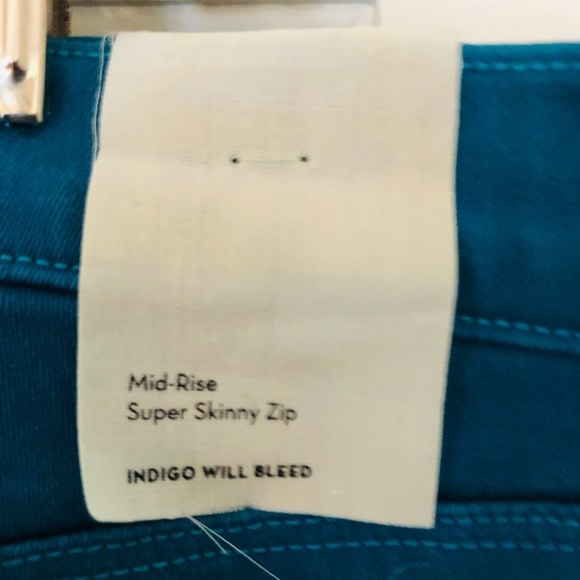 Mid-Rise
Super Skinny Zip
INDIGO WILL BLEED